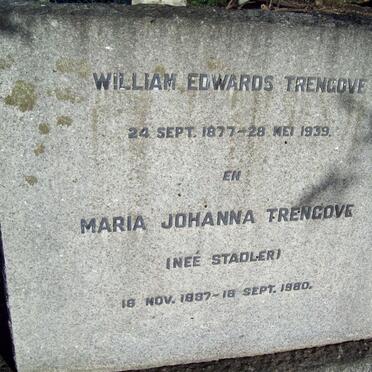 WILLIAM EDWARDS TRENGOVE
24 SEPT. 1877-28 MEI 1939.
EN
MARIA JOHANNA TRENGOVE
(NEÉ STADLER)
18 NOV. 1887-18 SEPT. 1980.